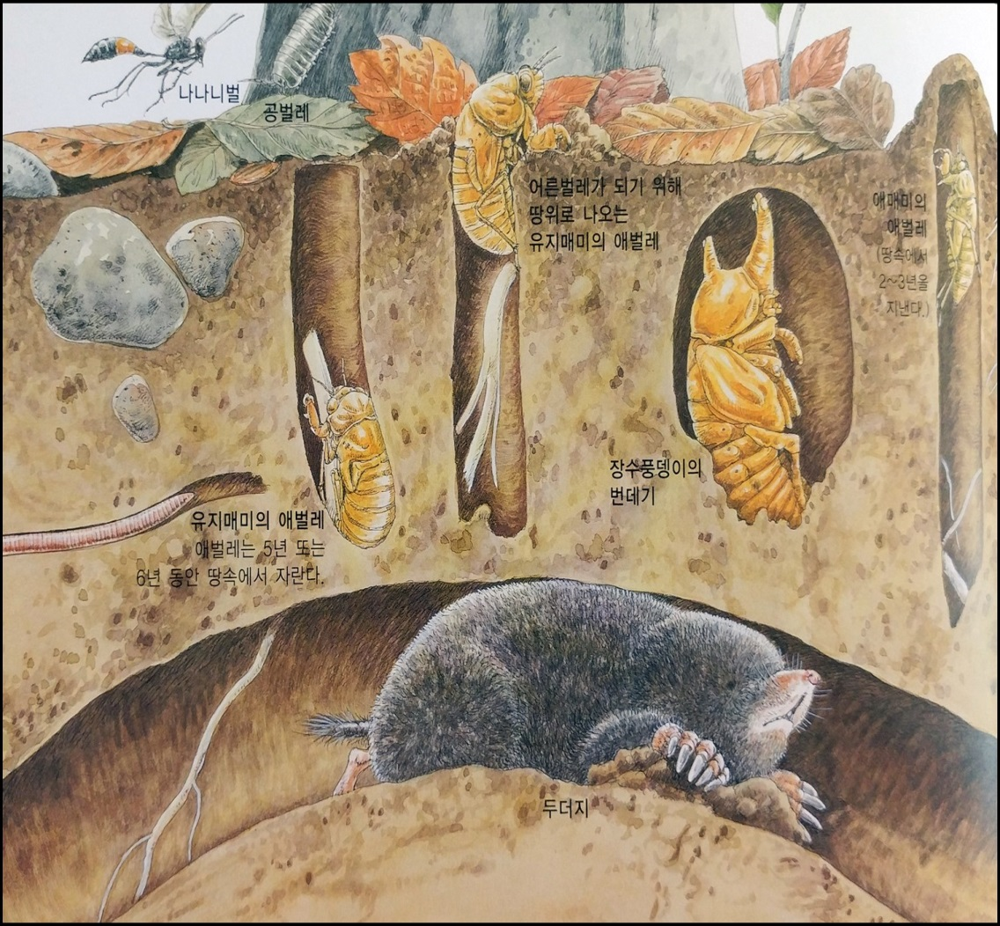 나나니벌
공벌레
어른벌레가 되기 위해
땅위로 나오는
유지매미의 애벌레
애매미의
애벌레
(땅속에서
2~3년을
지낸다.)
장수풍뎅이의
번데기
유지매미의 애벌레
애벌레는 5년 또는
6년 동안 땅속에서 자란다.
두더지